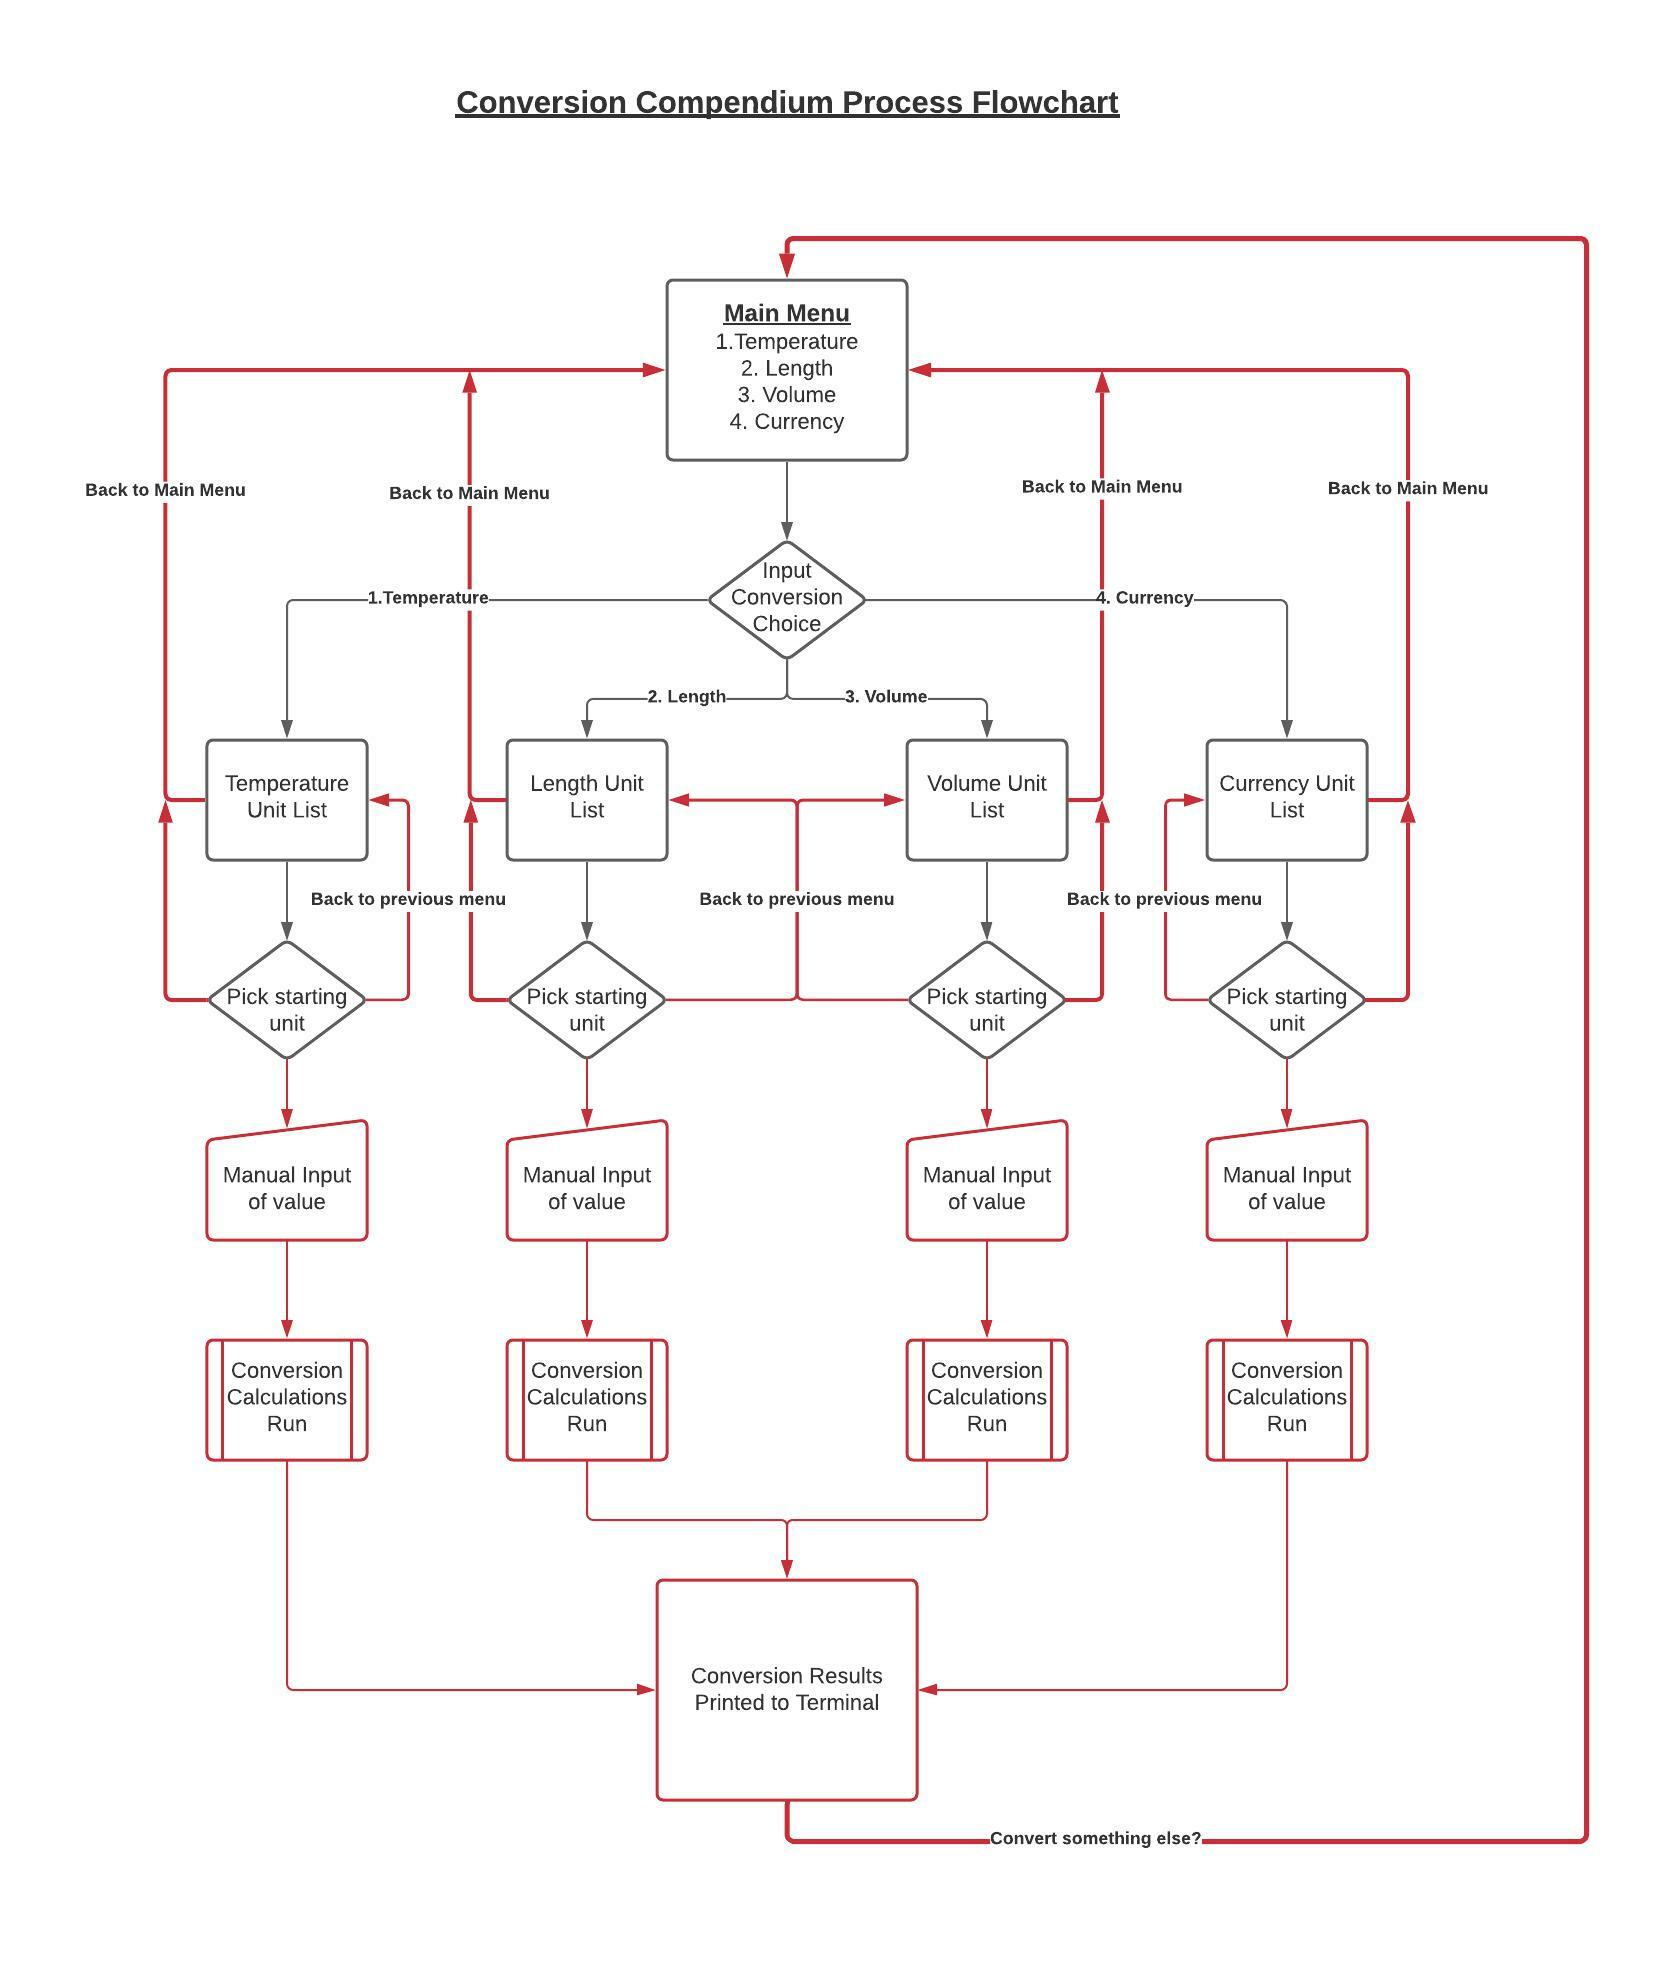 Conversion Compendium Process Flowchart
Main Menu
1.Temperature
2. Length
3. Volume
4. Currency
Back to Main Menu
Back to Main Menu
Back to Main Menu
Back to Main Menu
Input
Conversion
Choice
1.Temperature
4. Currency
2. Length
3. Volume
Temperature
Unit List
Length Unit
List
Volume Unit
List
Currency Unit
List
Back to previous menu
Back to previous menu
Back to previous menu
Pick starting
unit
Pick starting
unit
Pick starting
unit
Pick starting
unit
Manual Input
of value
Manual Input
of value
Manual Input
of value
Manual Input
of value
Conversion
Calculations
Run
Conversion
Calculations
Run
Conversion
Calculations
Run
Conversion
Calculations
Run
Conversion Results
Printed to Terminal
Convert something else?